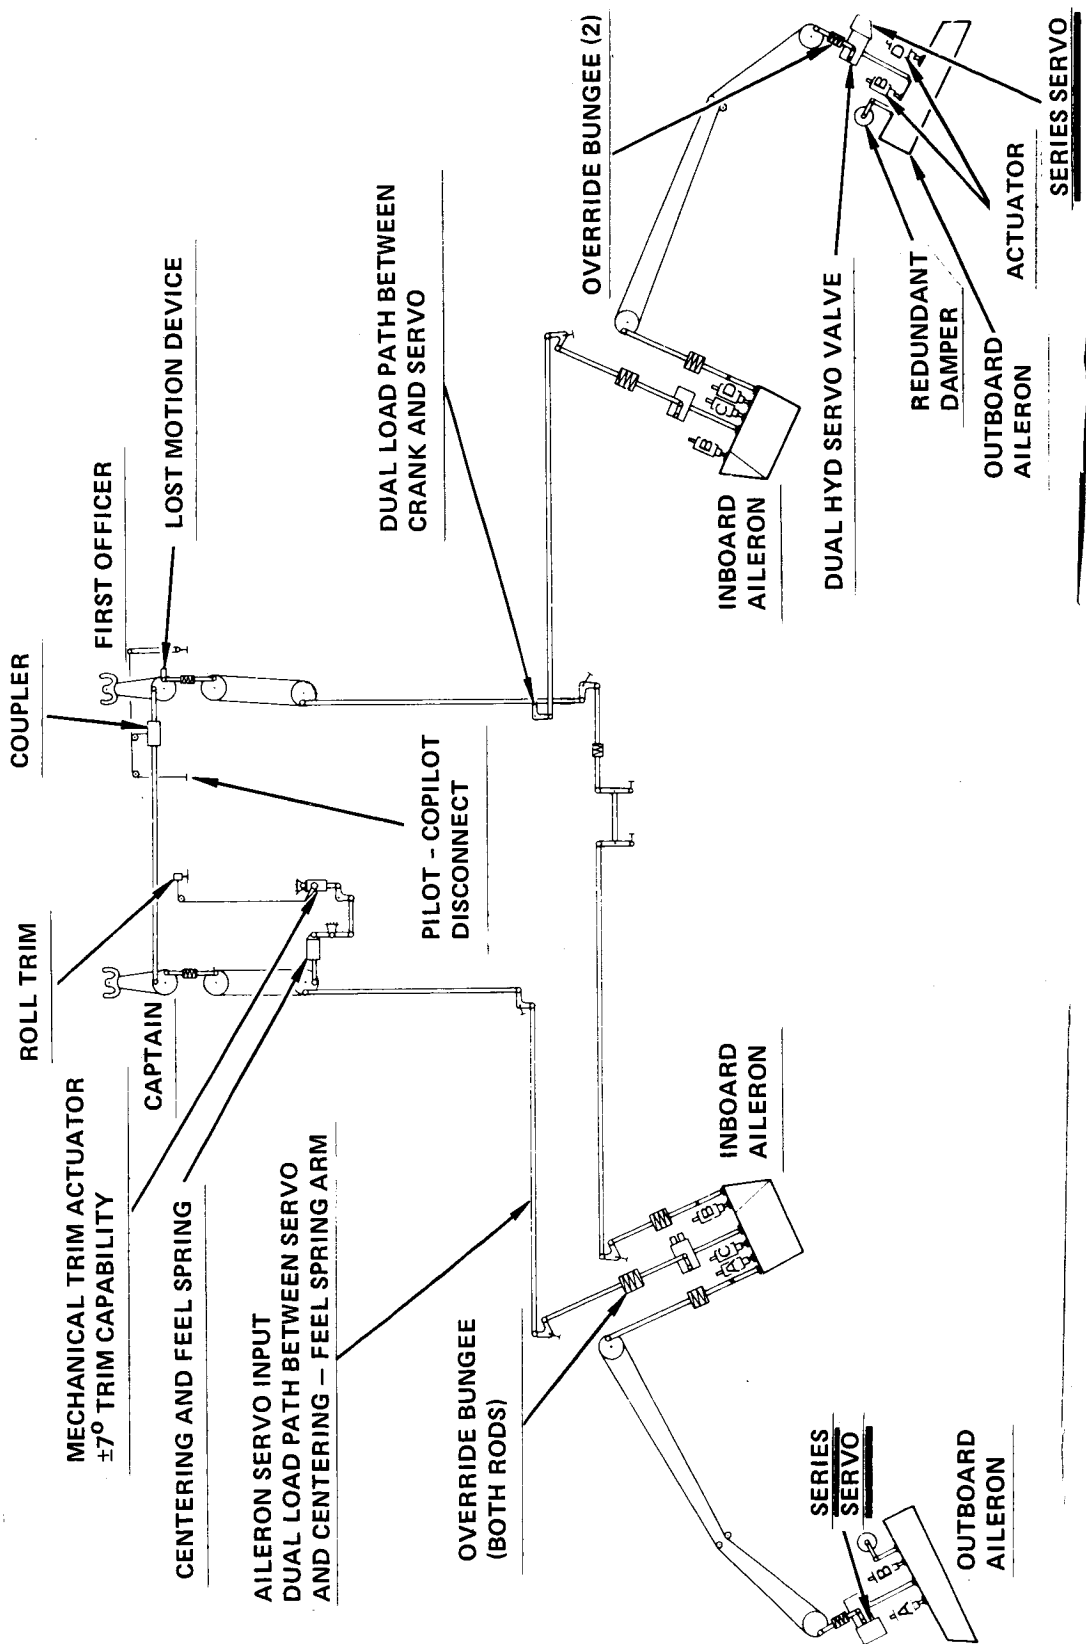 COUPLER
ROLL TRIM
FIRST OFFICER
MECHANICAL TRIM ACTUATOR
±7° TRIM CAPABILITY
CAPTAIN
LOST MOTION DEVICE
CENTERING AND FEEL SPRING
AILERON SERVO INPUT
DUAL LOAD PATH BETWEEN SERVO
AND CENTERING – FEEL SPRING ARM
PILOT - COPILOT
DISCONNECT
DUAL LOAD PATH BETWEEN
CRANK AND SERVO
OVERRIDE BUNGEE
(BOTH RODS)
OVERRIDE BUNGEE (2)
INBOARD
AILERON
A
C
B
INBOARD
AILERON
B
C
D
SERIES
SERVO
OUTBOARD
AILERON
A
B
DUAL HYD SERVO VALVE
REDUNDANT
DAMPER
OUTBOARD
AILERON
B
D
ACTUATOR
SERIES SERVO